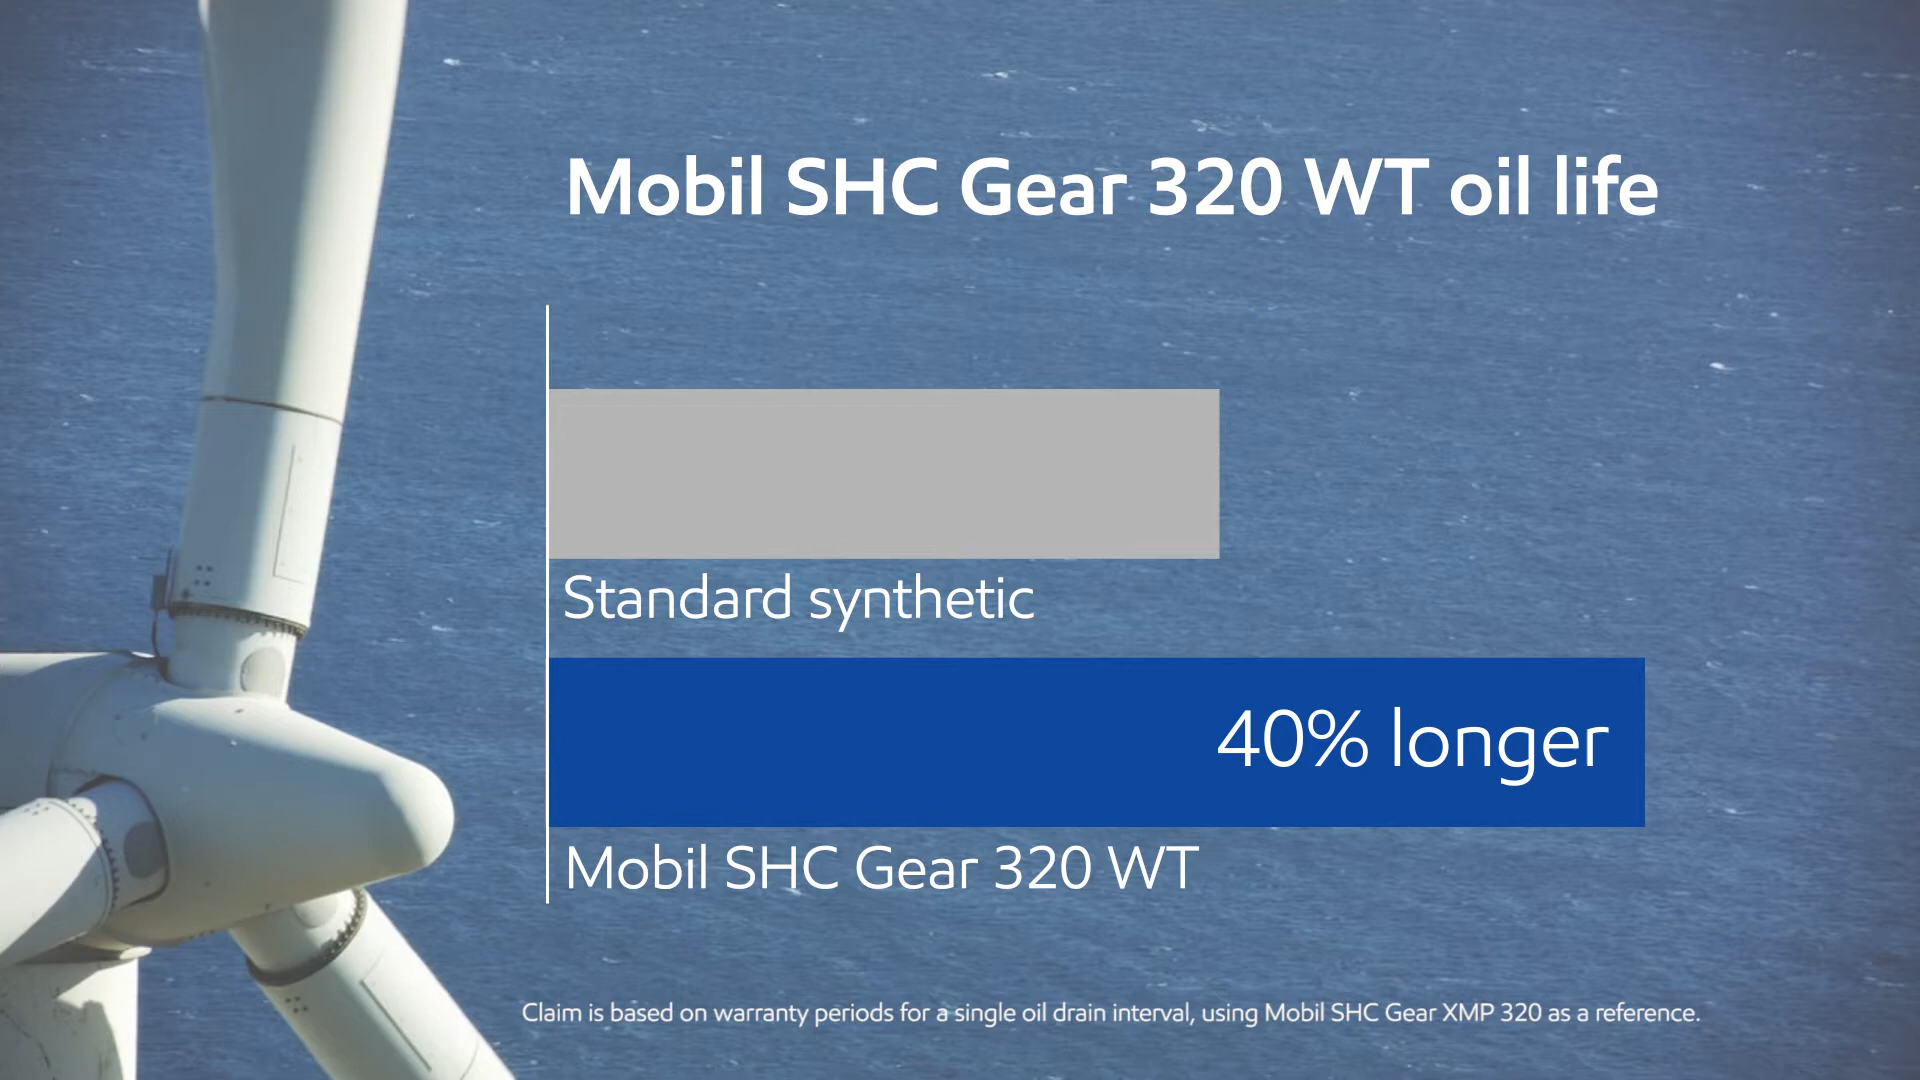 Mobil SHC Gear 320 WT oil life
Standard synthetic
40% longer
Mobil SHC Gear 320 WT
Claim is based on warranty periods for a single oil drain interval, using Mobil SHC Gear XMP 320 as a reference.